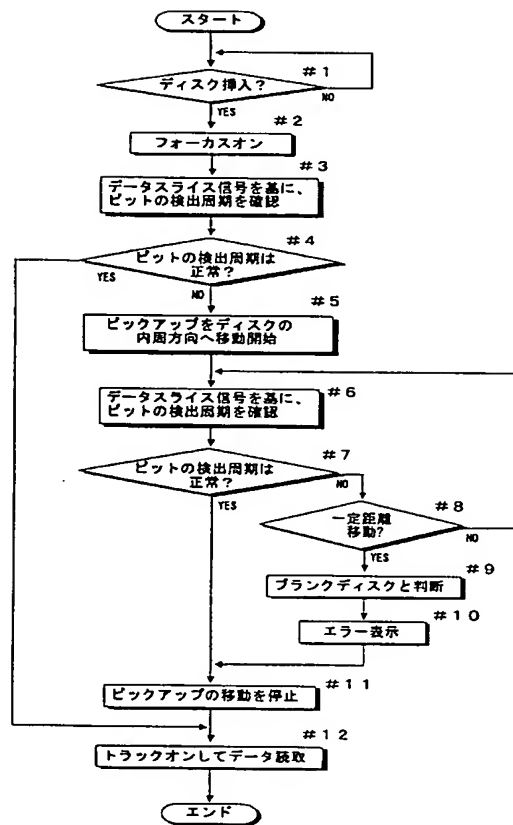 スタート
#1
ディスク挿入？
NO
YES
#2
フォーカスオン
#3
データスライス信号を基に、
ピットの検出周期を確認
#4
ピットの検出周期は
正常？
YES
NO
#5
ピックアップをディスクの
内周方向へ移動開始
#6
データスライス信号を基に、
ピットの検出周期を確認
#7
ピットの検出周期は
正常？
NO
YES
#8
一定距離
移動?
NO
YES
#9
ブランクディスクと判断
#10
エラー表示
#11
ピックアップの移動を停止
#12
トラックオンしてデータ読取
エンド